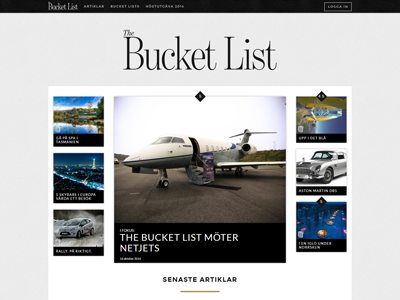 Bucket List ARTIKLAR BUCKET LISTS HÖSTUTGÅVA 2014 LOGGA IN
The
Bucket List
GÅ PÅ SPA I
TASMANIEN
5 SKYBARS I EUROPA
VÄRDA ETT BESÖK
RALLY. PÅ RIKTIGT.
I FOKUS:
THE BUCKET LIST MÖTER
NETJETS
UPP I DET BLÅ
ASTON MARTIN DB5
I EN IGLO UNDER
NORRSKEN
SENASTE ARTIKLAR